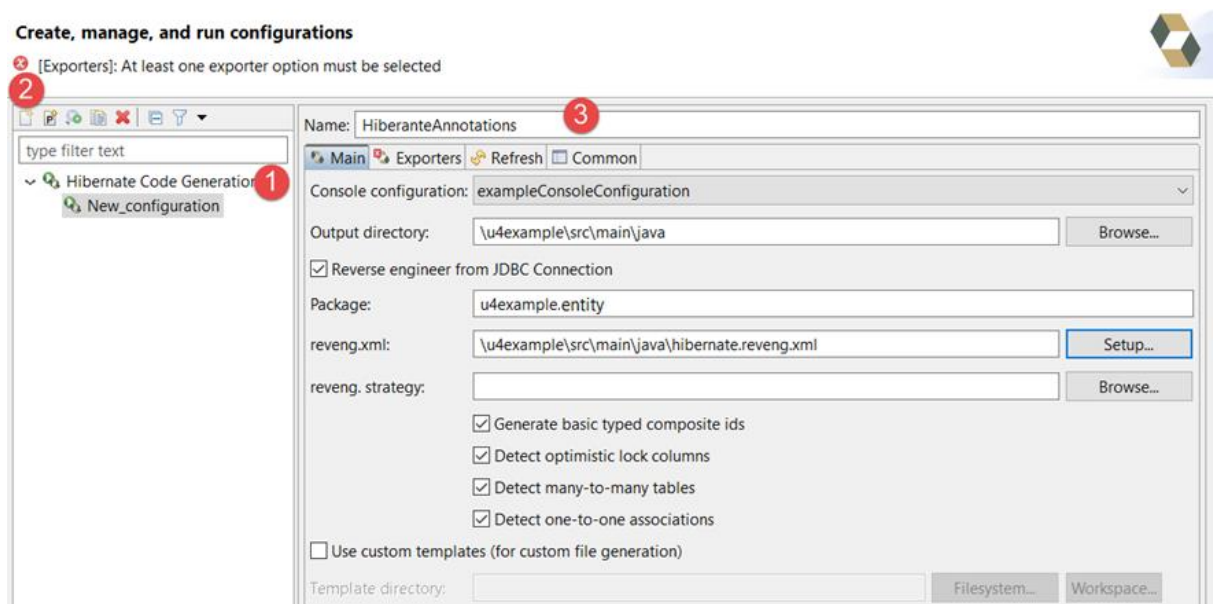 Create, manage, and run configurations
[Exporters]: At least one exporter option must be selected
2
type filter text
Hibernate Code Generation
1
New_configuration
Name: HiberanteAnnotations
3
Main Exporters Refresh Common
Console configuration: exampleConsoleConfiguration
Output directory: \u4example\src\main\java Browse...
Reverse engineer from JDBC Connection
Package: u4example.entity
reveng.xml: \u4example\src\main\java\hibernate.reveng.xml Setup...
reveng. strategy: Browse...
Generate basic typed composite ids
Detect optimistic lock columns
Detect many-to-many tables
Detect one-to-one associations
Use custom templates (for custom file generation)
Template directory: Filesystem... Workspace...